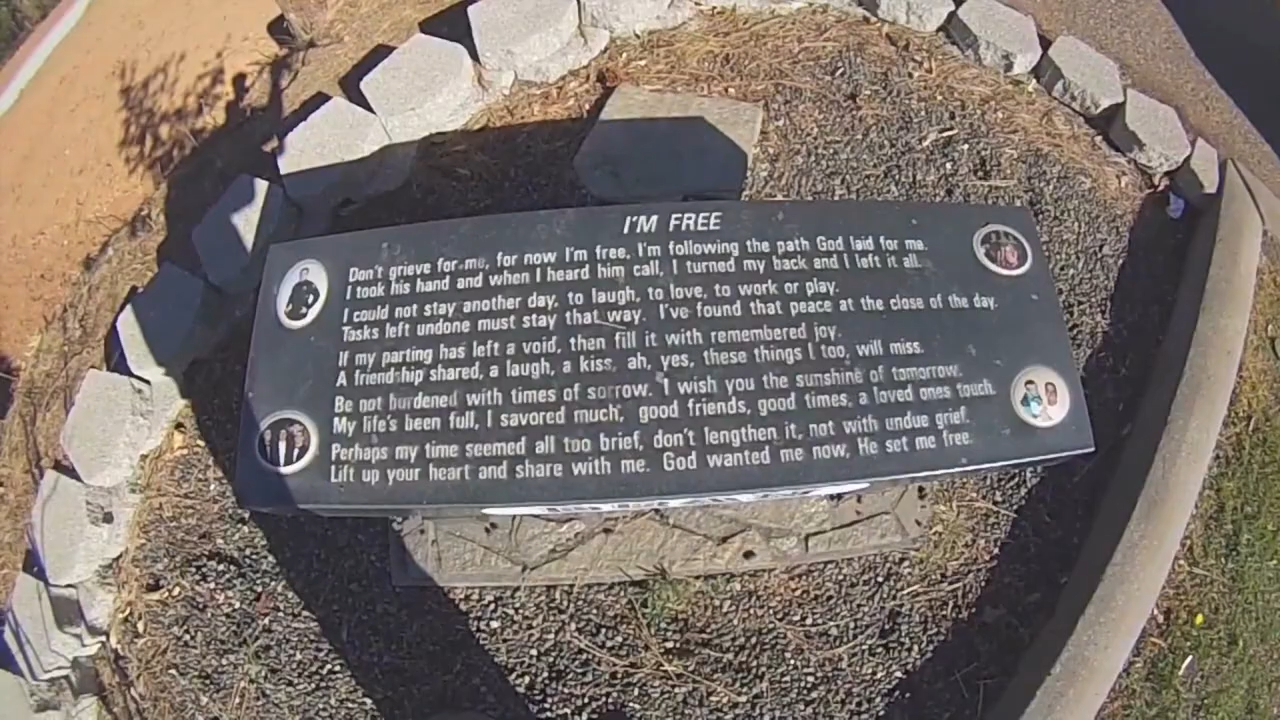 I'M FREE
Don't grieve for me, for now I'm free, I'm following the path God laid for me.
I took his hand and when I heard him call, I turned my back and I left it all.
I could not stay another day, to laugh, to love, to work or play.
Tasks left undone must stay that way. I've found that peace at the close of the day.
If my parting has left a void, then fill it with remembered joy.
A friendship shared, a laugh, a kiss, ah, yes, these things I too, will miss.
Be not burdened with times of sorrow. I wish you the sunshine of tomorrow.
My life's been full, I savored much, good friends, good times, a loved ones touch.
Perhaps my time seemed all too brief, don't lengthen it, not with undue grief.
Lift up your heart and share with me. God wanted me now, He set me free.